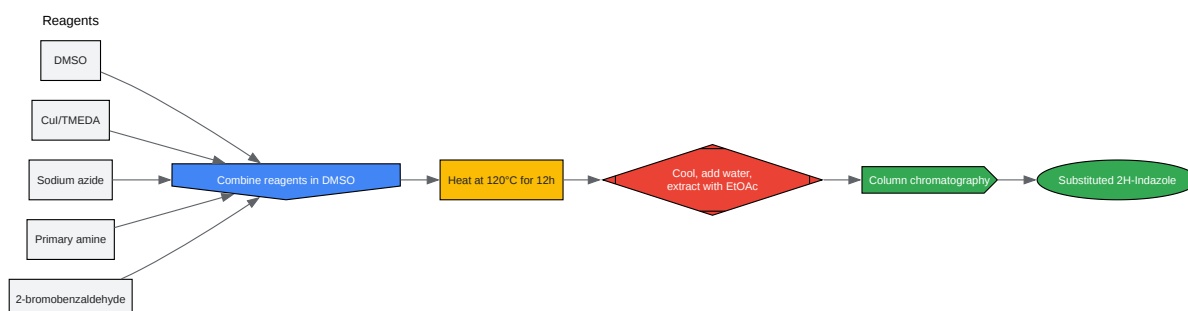 Reagents
DMSO
CuI/TMEDA
Sodium azide
Primary amine
2-bromobenzaldehyde
Combine reagents in DMSO
Heat at 120°C for 12h
Cool, add water,
extract with EtOAc
Column chromatography
Substituted 2H-Indazole